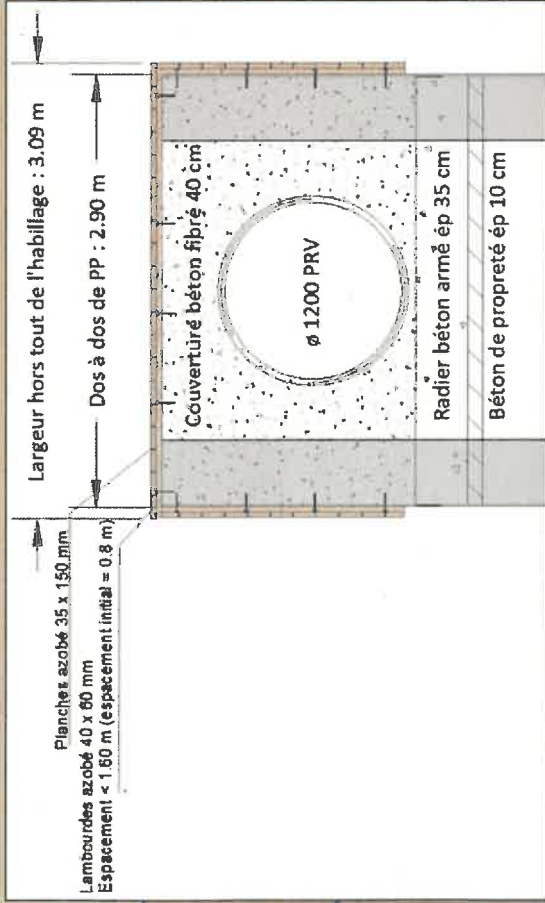 Largeur hors tout de l'habillage : 3.09 m
Dos à dos de PP : 2.90 m
Planches azobé 35 x 150 mm
Lambourdes azobé 40 x 60 mm
Espacement < 1.60 m (espacement initial = 0.8 m)
Couverture béton fibré 40 cm
ø 1200 PRV
Radier béton armé ép 35 cm
Béton de propreté ép 10 cm